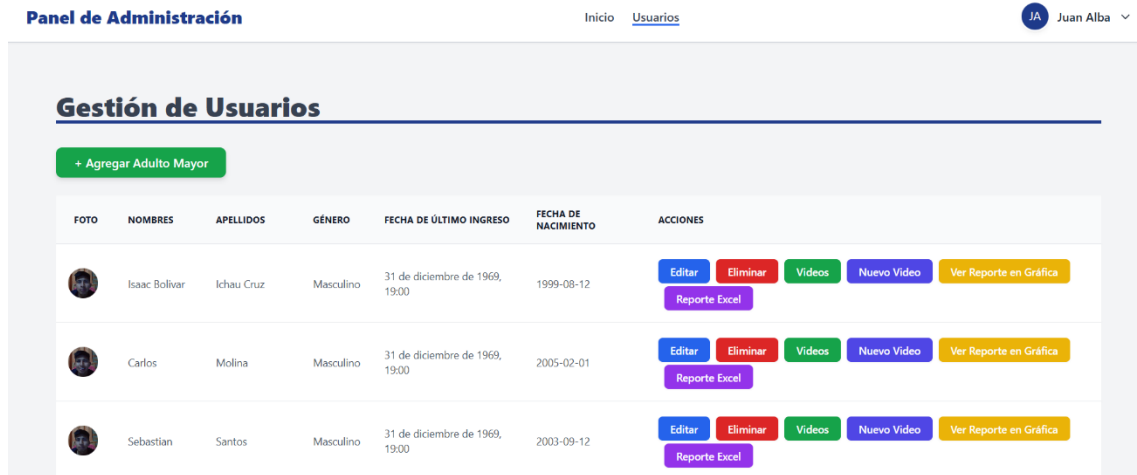 Panel de Administración
Inicio Usuarios
JA Juan Alba
Gestión de Usuarios
+ Agregar Adulto Mayor
FOTO NOMBRES APELLIDOS GÉNERO FECHA DE ÚLTIMO INGRESO FECHA DE NACIMIENTO ACCIONES
Isaac Bolivar Ichau Cruz Masculino 31 de diciembre de 1969, 19:00 1999-08-12 Editar Eliminar Videos Nuevo Video Ver Reporte en Gráfica
Reporte Excel
Carlos Molina Masculino 31 de diciembre de 1969, 19:00 2005-02-01 Editar Eliminar Videos Nuevo Video Ver Reporte en Gráfica
Reporte Excel
Sebastian Santos Masculino 31 de diciembre de 1969, 19:00 2003-09-12 Editar Eliminar Videos Nuevo Video Ver Reporte en Gráfica
Reporte Excel